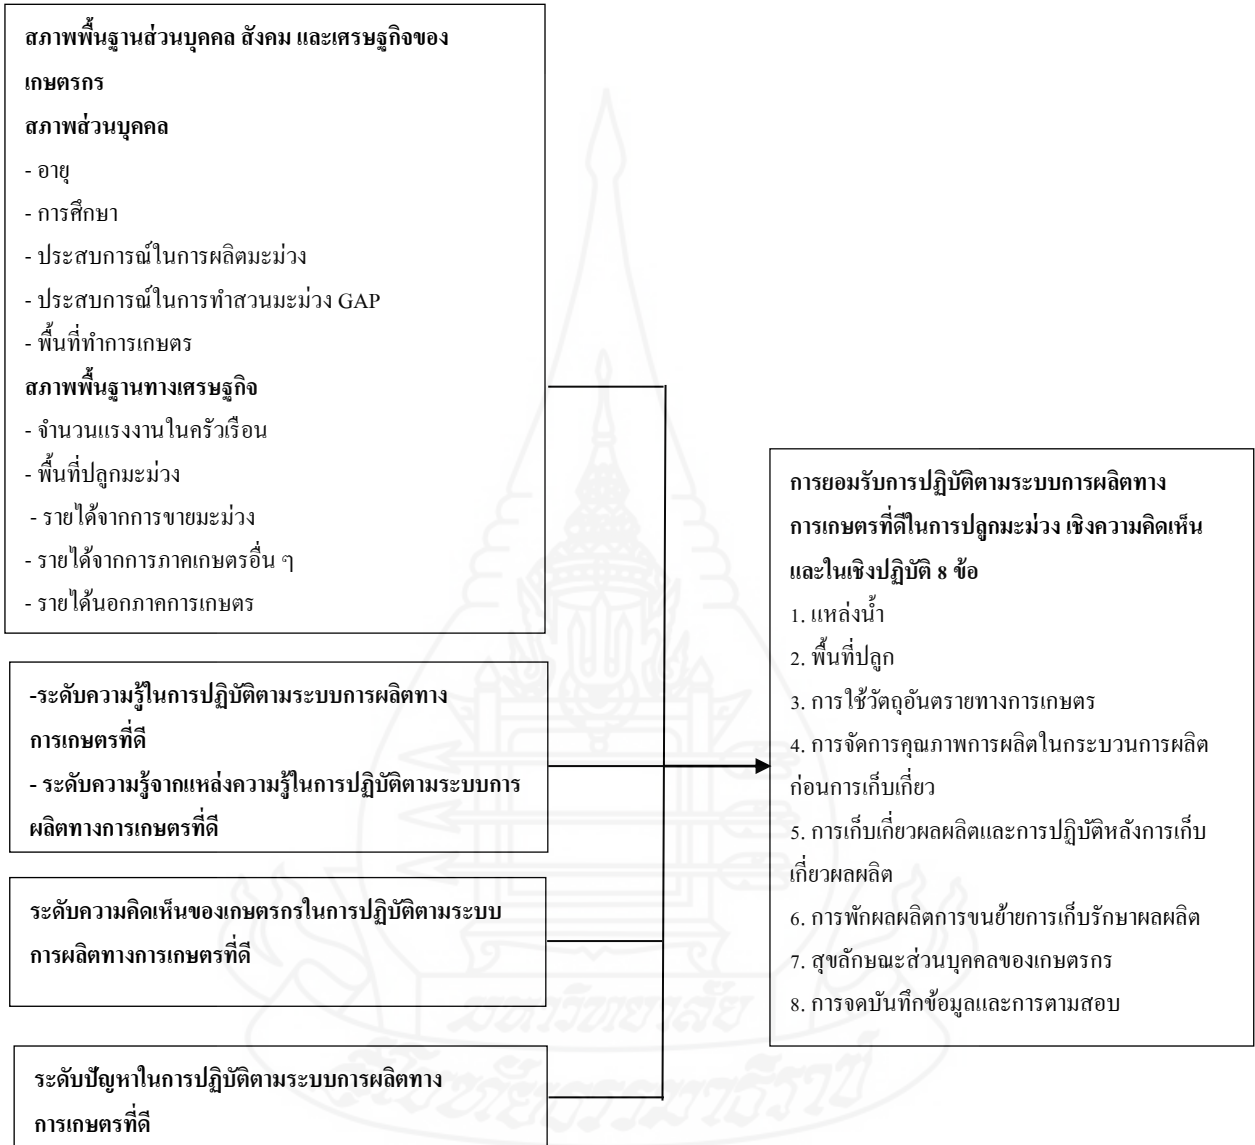 สภาพพื้นฐานส่วนบุคคล สังคม และเศรษฐกิจของ
เกษตรกร
สภาพส่วนบุคคล
- อายุ
- การศึกษา
- ประสบการณ์ในการผลิตมะม่วง
- ประสบการณ์ในการทำสวนมะม่วง GAP
- พื้นที่ทำการเกษตร
สภาพพื้นฐานทางเศรษฐกิจ
- จำนวนแรงงานในครัวเรือน
- พื้นที่ปลูกมะม่วง
- รายได้จากการขายมะม่วง
- รายได้จากการภาคเกษตรอื่น ๆ
- รายได้นอกภาคการเกษตร
-ระดับความรู้ในการปฏิบัติตามระบบการผลิตทาง
การเกษตรที่ดี
- ระดับความรู้จากแหล่งความรู้ในการปฏิบัติตามระบบการ
ผลิตทางการเกษตรที่ดี
ระดับความคิดเห็นของเกษตรกรในการปฏิบัติตามระบบ
การผลิตทางการเกษตรที่ดี
ระดับปัญหาในการปฏิบัติตามระบบการผลิตทาง
การเกษตรที่ดี
การยอมรับการปฏิบัติตามระบบการผลิตทาง
การเกษตรที่ดีในการปลูกมะม่วง เชิงความคิดเห็น
และในเชิงปฏิบัติ 8 ข้อ
1. แหล่งน้ำ
2. พื้นที่ปลูก
3. การใช้วัตถุอันตรายทางการเกษตร
4. การจัดการคุณภาพการผลิตในกระบวนการผลิต
ก่อนการเก็บเกี่ยว
5. การเก็บเกี่ยวผลผลิตและการปฏิบัติหลังการเก็บ
เกี่ยวผลผลิต
6. การพักผลผลิตการขนย้ายการเก็บรักษาผลผลิต
7. สุขลักษณะส่วนบุคคลของเกษตรกร
8. การจดบันทึกข้อมูลและการตามสอบ
มหาวิทยาลัย
สุโขทัยธรรมาธิราช